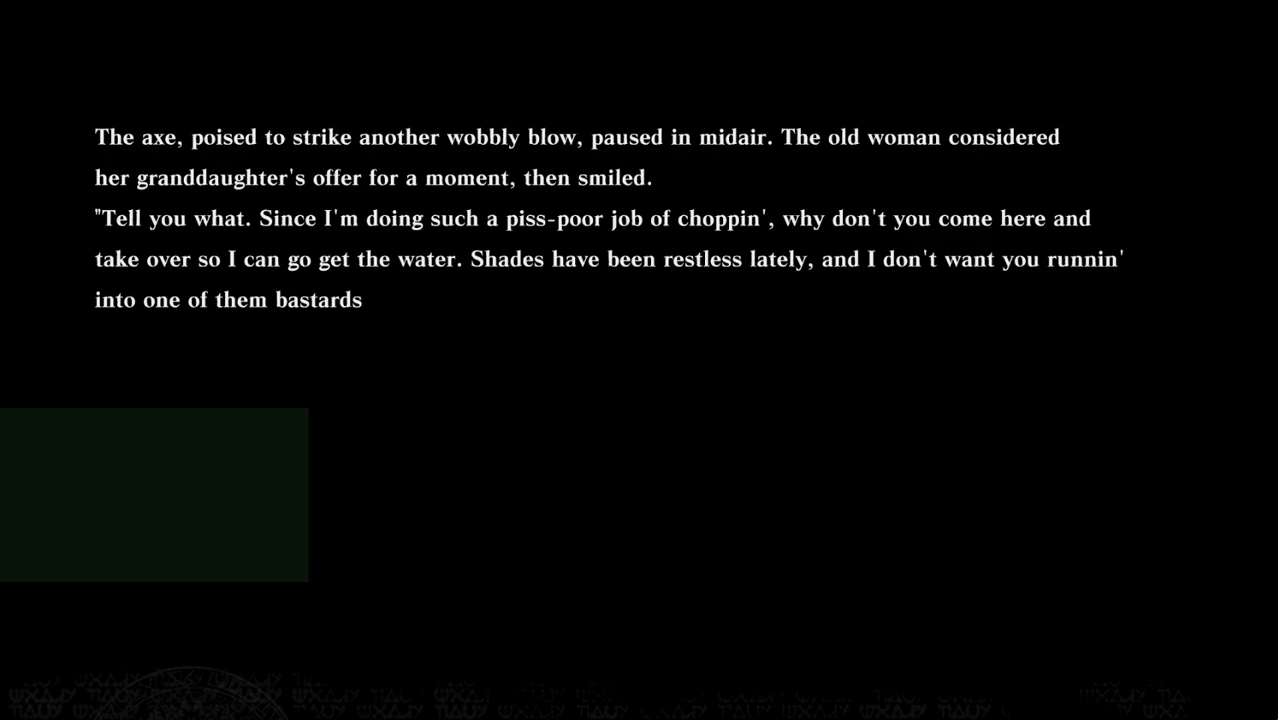 The axe, poised to strike another wobbly blow, paused in midair. The old woman considered
her granddaughter's offer for a moment, then smiled.
"Tell you what. Since I'm doing such a piss-poor job of choppin', why don't you come here and
take over so I can go get the water. Shades have been restless lately, and I don't want you runnin'
into one of them bastards